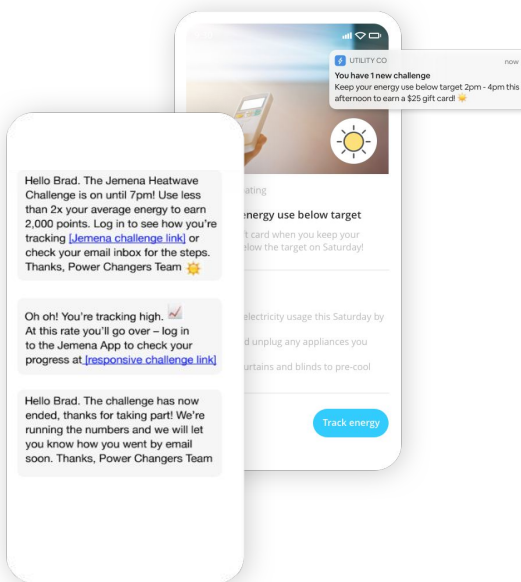 UTILITY CO now
You have 1 new challenge
Keep your energy use below target 2pm - 4pm this
afternoon to earn a $25 gift card! ☀️
energy use below target
t card when you keep your
elow the target on Saturday!
electricity usage this Saturday by
d unplug any appliances you
urtains and blinds to pre-cool
Track energy
Hello Brad. The Jemena Heatwave
Challenge is on until 7pm! Use less
than 2x your average energy to earn
2,000 points. Log in to see how you're
tracking [Jemena challenge link] or
check your email inbox for the steps.
Thanks, Power Changers Team ☀️
Oh oh! You're tracking high. 📈
At this rate you'll go over – log in
to the Jemena App to check your
progress at [responsive challenge link]
Hello Brad. The challenge has now
ended, thanks for taking part! We're
running the numbers and we will let
you know how you went by email
soon. Thanks, Power Changers Team